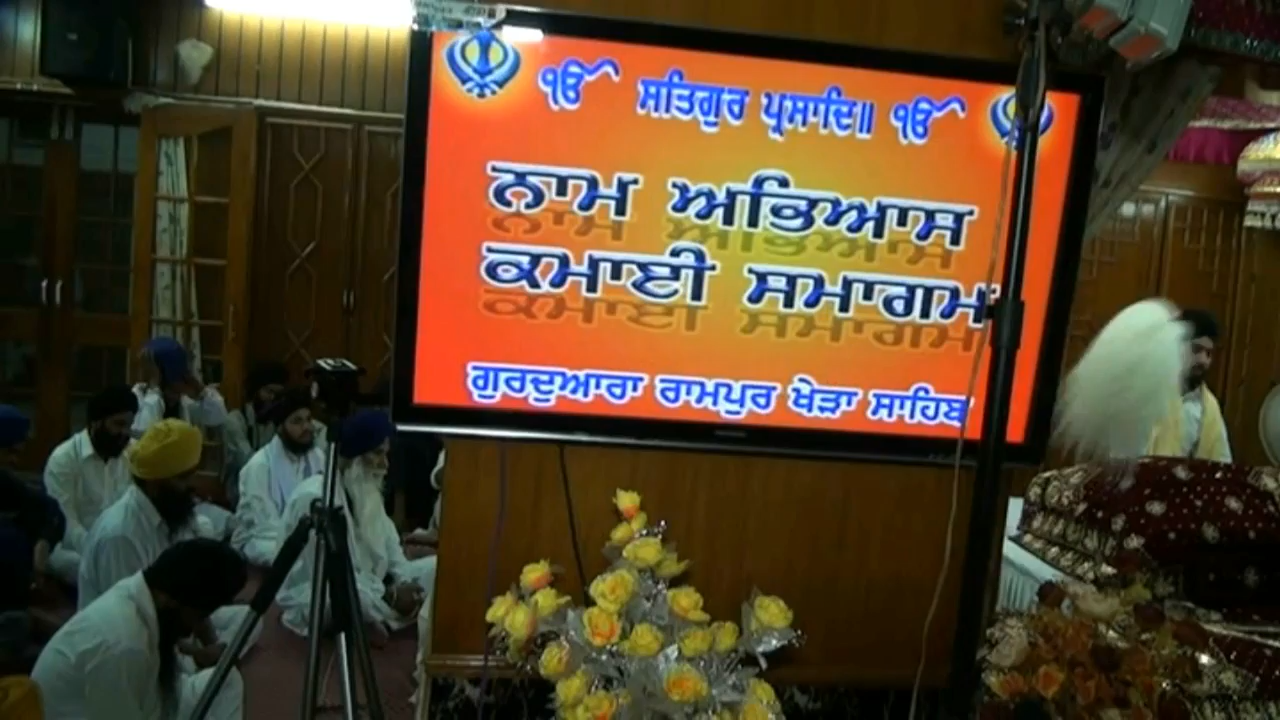 ੴ ਸਤਿਗੁਰ ਪ੍ਰਸਾਦਿ॥ ੴ
ਨਾਮ ਅਭਿਆਸ
ਕਮਾਈ ਸਮਾਗਮ
ਗੁਰਦੁਆਰਾ ਰਾਮਪੁਰ ਖੇੜਾ ਸਾਹਿਬ